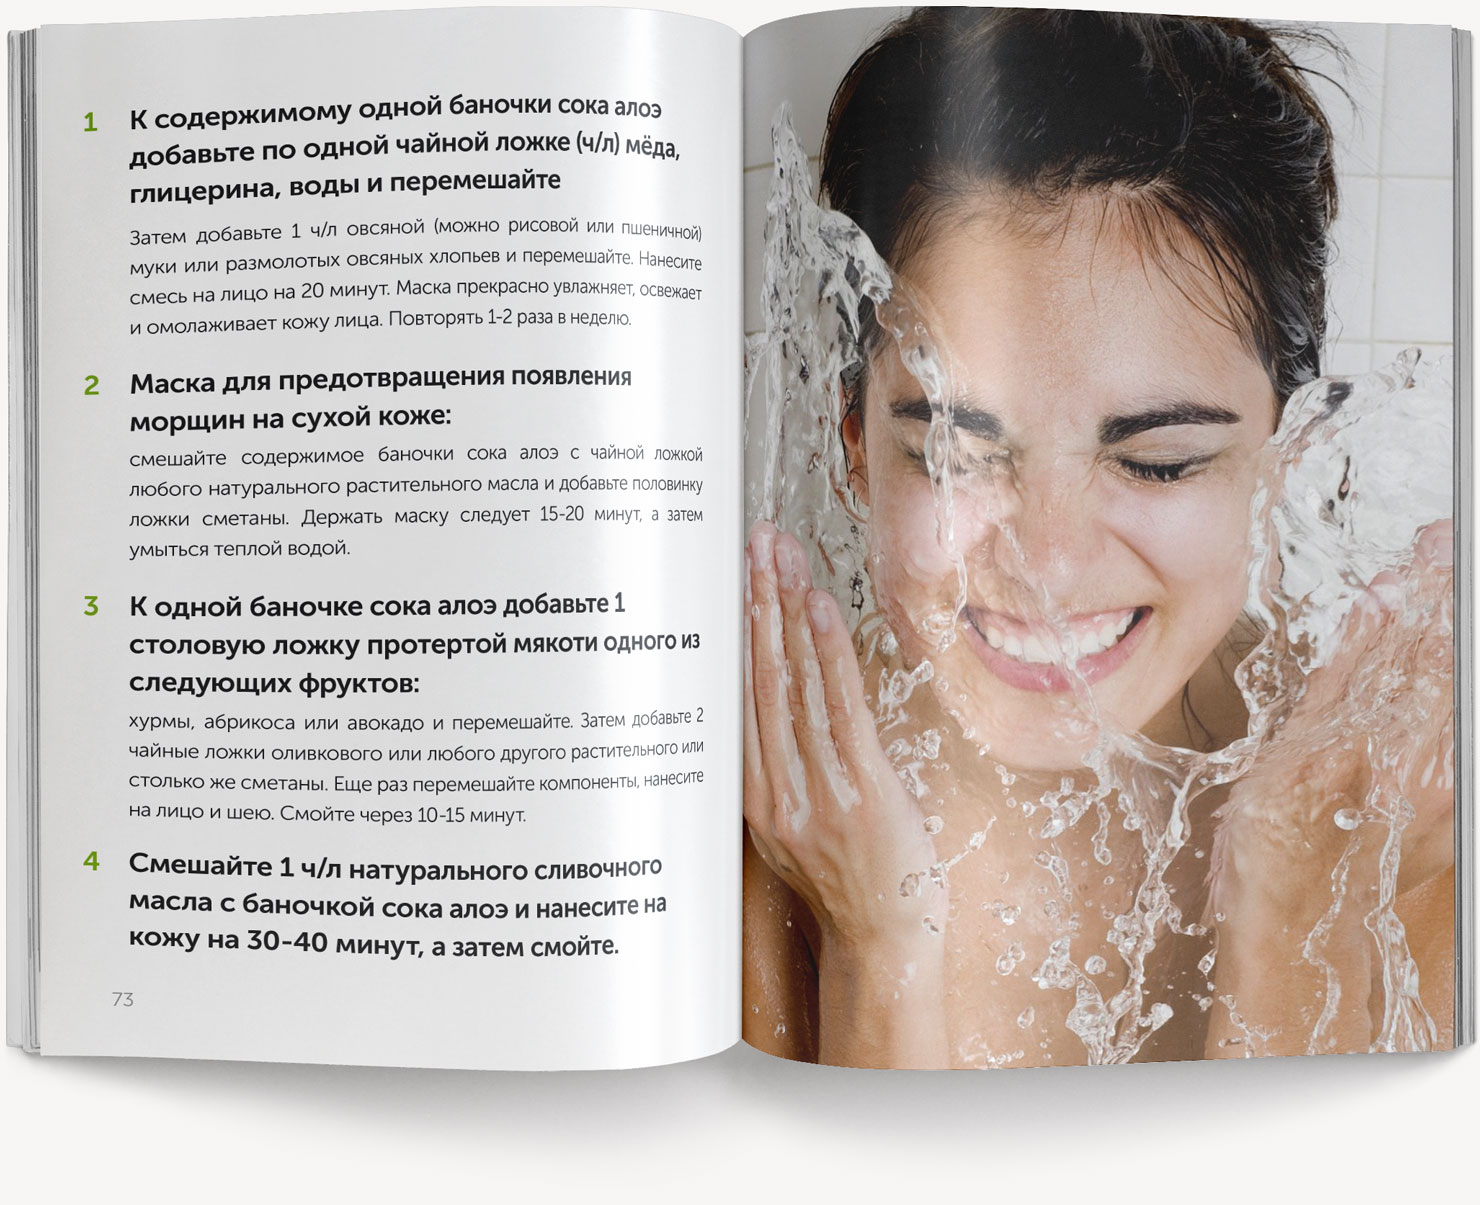 1 К содержимому одной баночки сока алоэ
добавьте по одной чайной ложке (ч/л) мёда,
глицерина, воды и перемешайте
Затем добавьте 1 ч/л овсяной (можно рисовой или пшеничной)
муки или размолотых овсяных хлопьев и перемешайте. Нанесите
смесь на лицо на 20 минут. Маска прекрасно увлажняет, освежает
и омолаживает кожу лица. Повторять 1-2 раза в неделю.
2 Маска для предотвращения появления
морщин на сухой коже:
смешайте содержимое баночки сока алоэ с чайной ложкой
любого натурального растительного масла и добавьте половинку
ложки сметаны. Держать маску следует 15-20 минут, а затем
умыться теплой водой.
3 К одной баночке сока алоэ добавьте 1
столовую ложку протертой мякоти одного из
следующих фруктов:
хурмы, абрикоса или авокадо и перемешайте. Затем добавьте 2
чайные ложки оливкового или любого другого растительного или
столько же сметаны. Еще раз перемешайте компоненты, нанесите
на лицо и шею. Смойте через 10-15 минут.
4 Смешайте 1 ч/л натурального сливочного
масла с баночкой сока алоэ и нанесите на
кожу на 30-40 минут, а затем смойте.
73